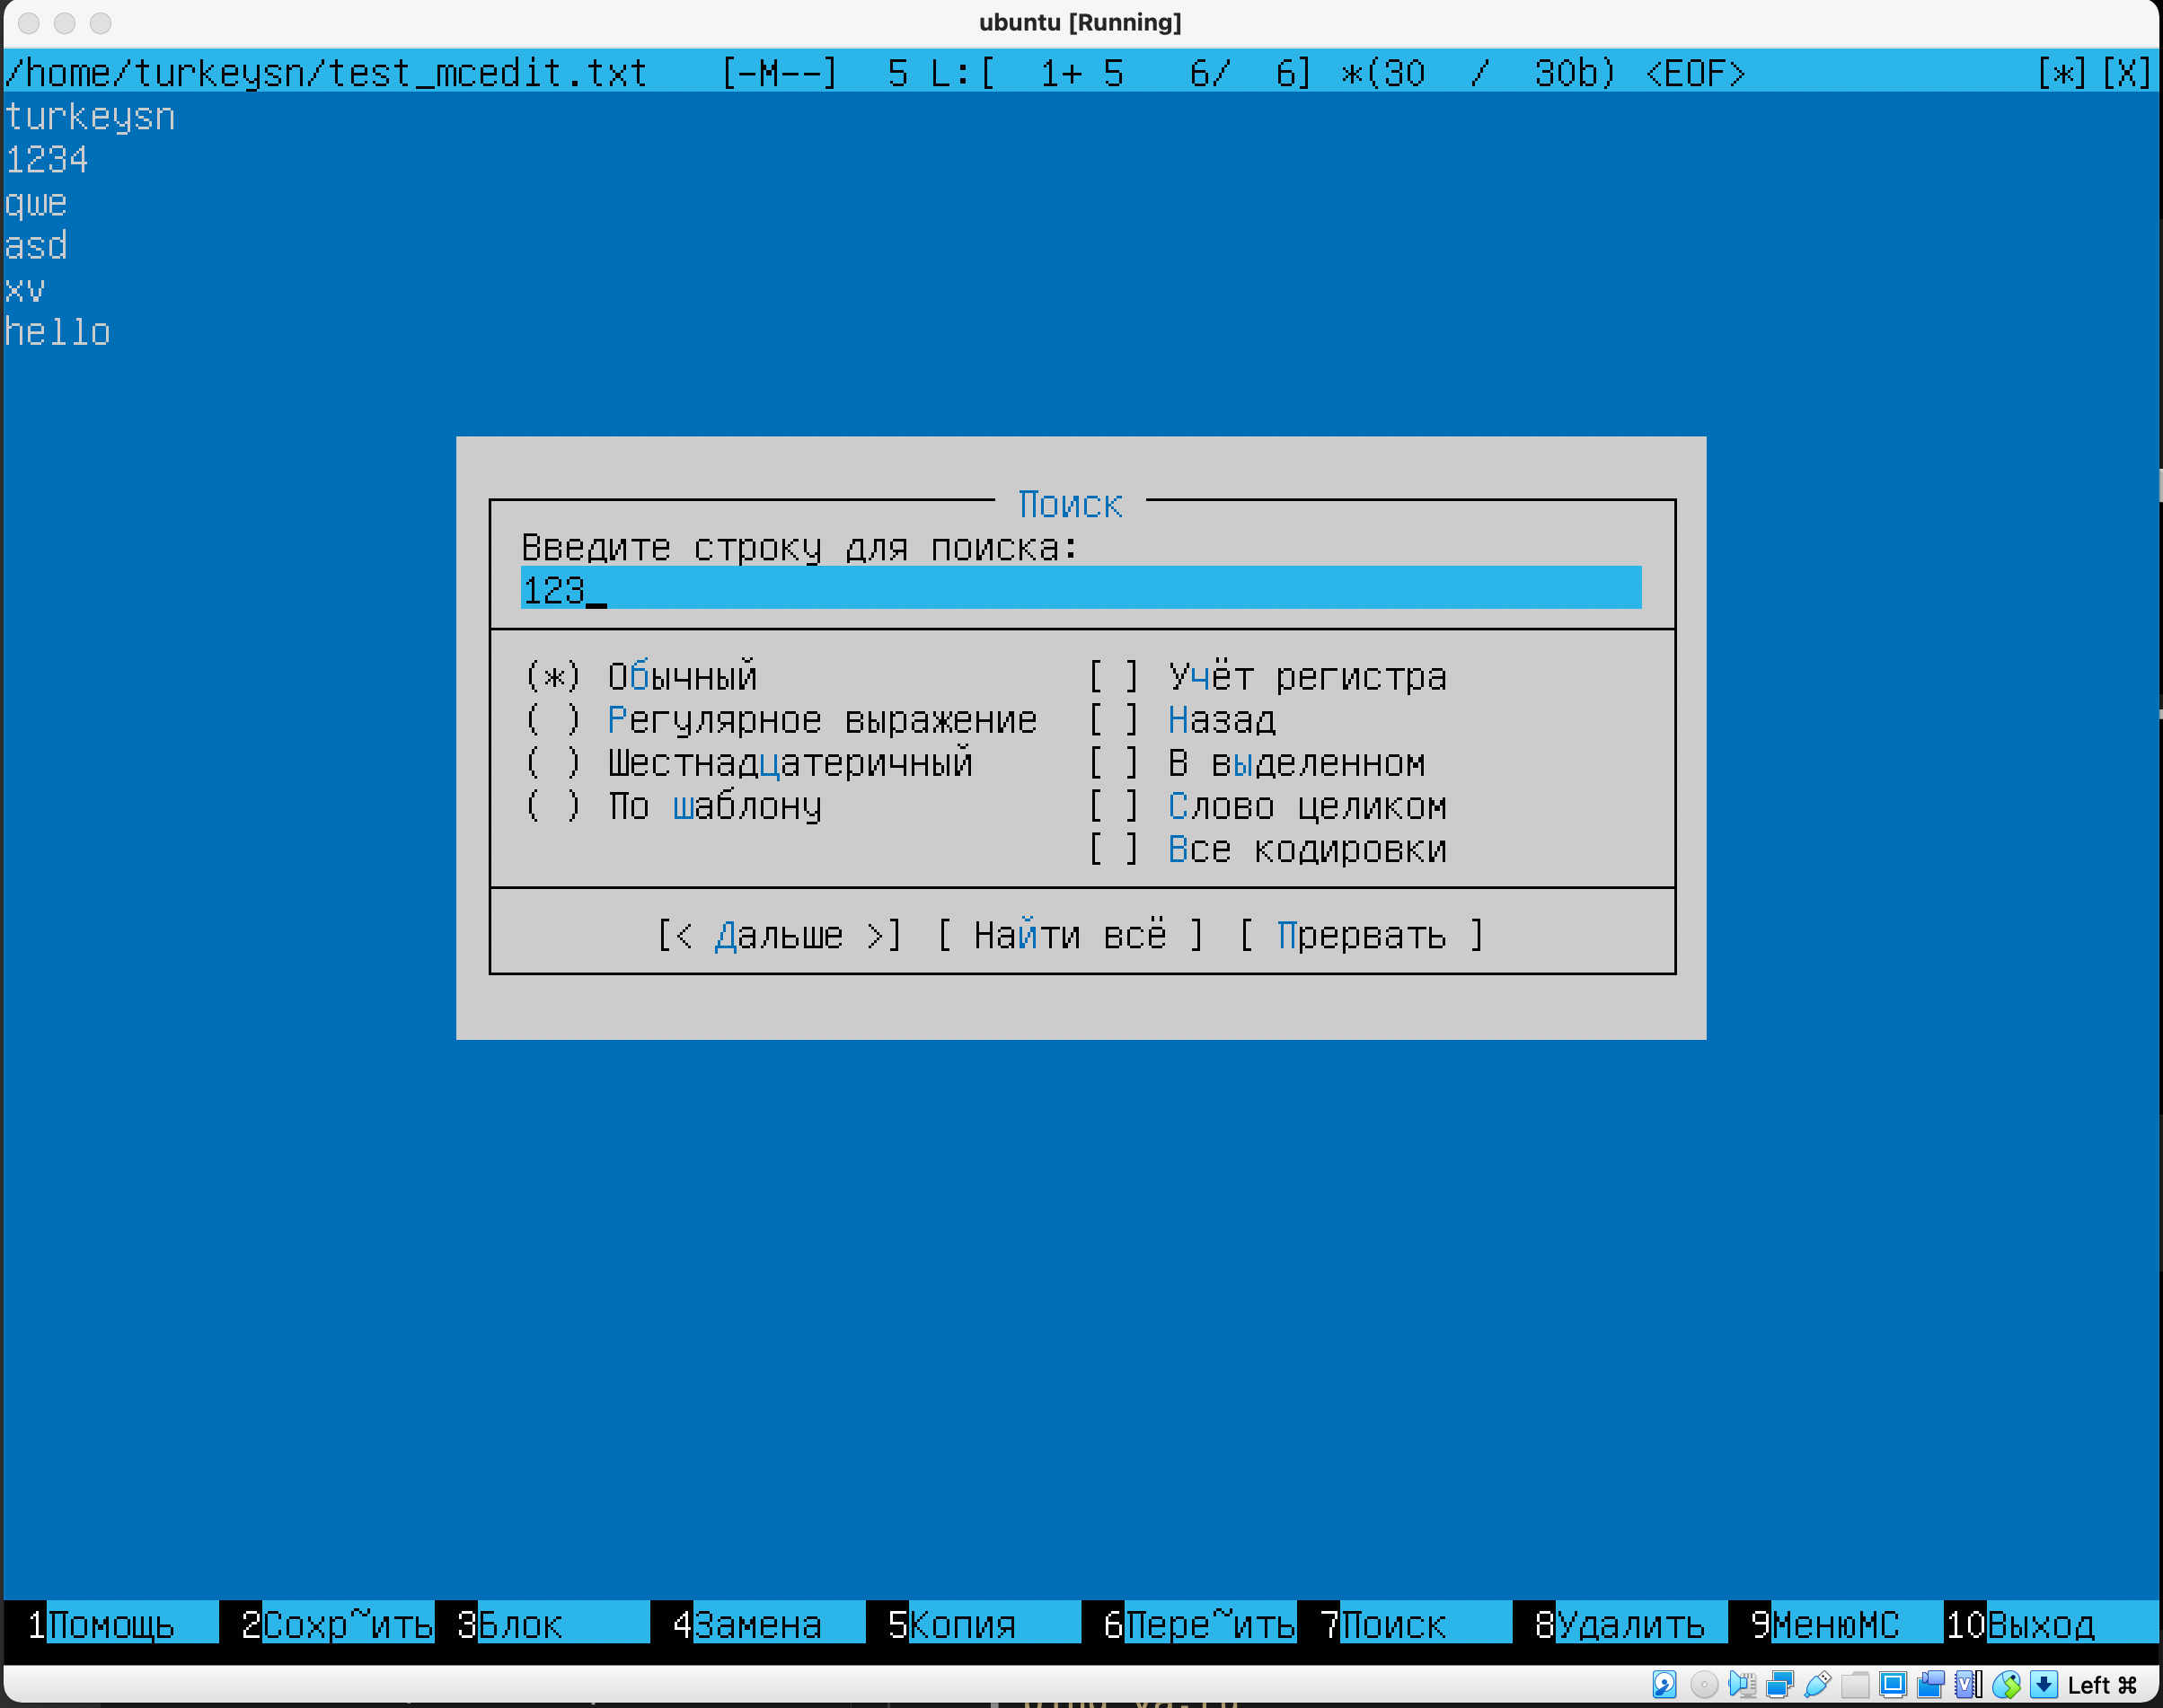 ubuntu [Running]
/home/turkeysn/test_mcedit.txt [-M--] 5 L:[ 1+ 5 6/ 6] *(30 / 30b) <EOF> [*][X]
turkeysn
1234
qwe
asd
xv
hello
Поиск
Введите строку для поиска:
123_
(*) Обычный [ ] Учёт регистра
( ) Регулярное выражение [ ] Назад
( ) Шестнадцатеричный [ ] В выделенном
( ) По шаблону [ ] Слово целиком
[ ] Все кодировки
[< Дальше >] [ Найти всё ] [ Прервать ]
1Помощь 2Сохр~ить 3Блок 4Замена 5Копия 6Пере~ить 7Поиск 8Удалить 9МенюМС 10Выход
Left ⌘